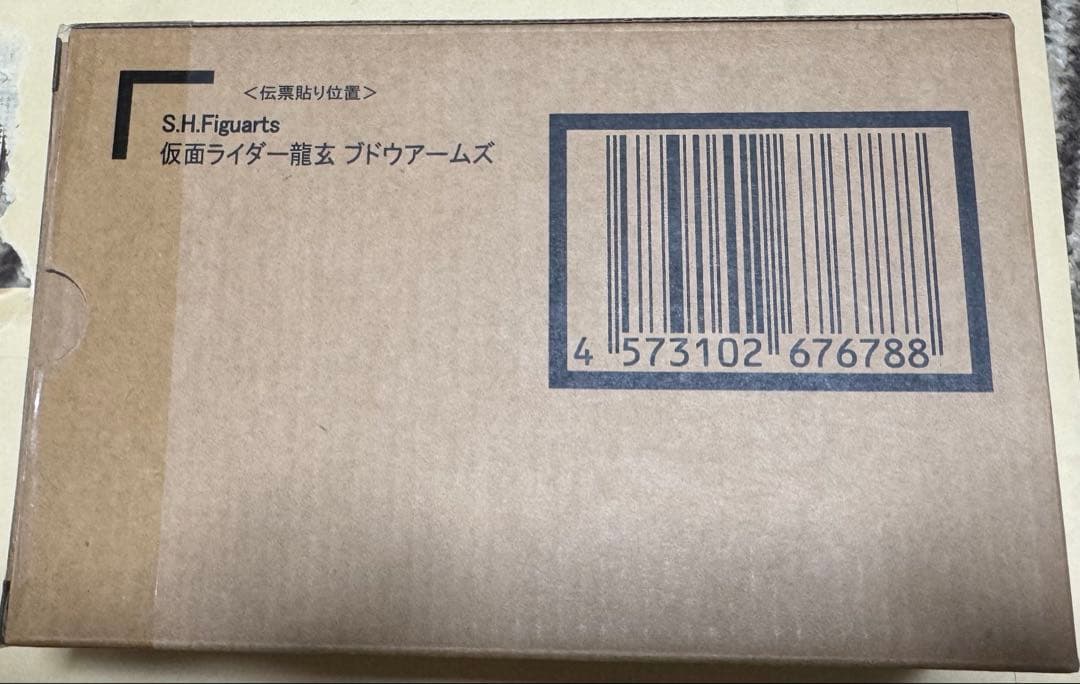 ＜伝票貼り位置＞
S.H.Figuarts
仮面ライダー龍玄 ブドウアームズ
4 573102 676788